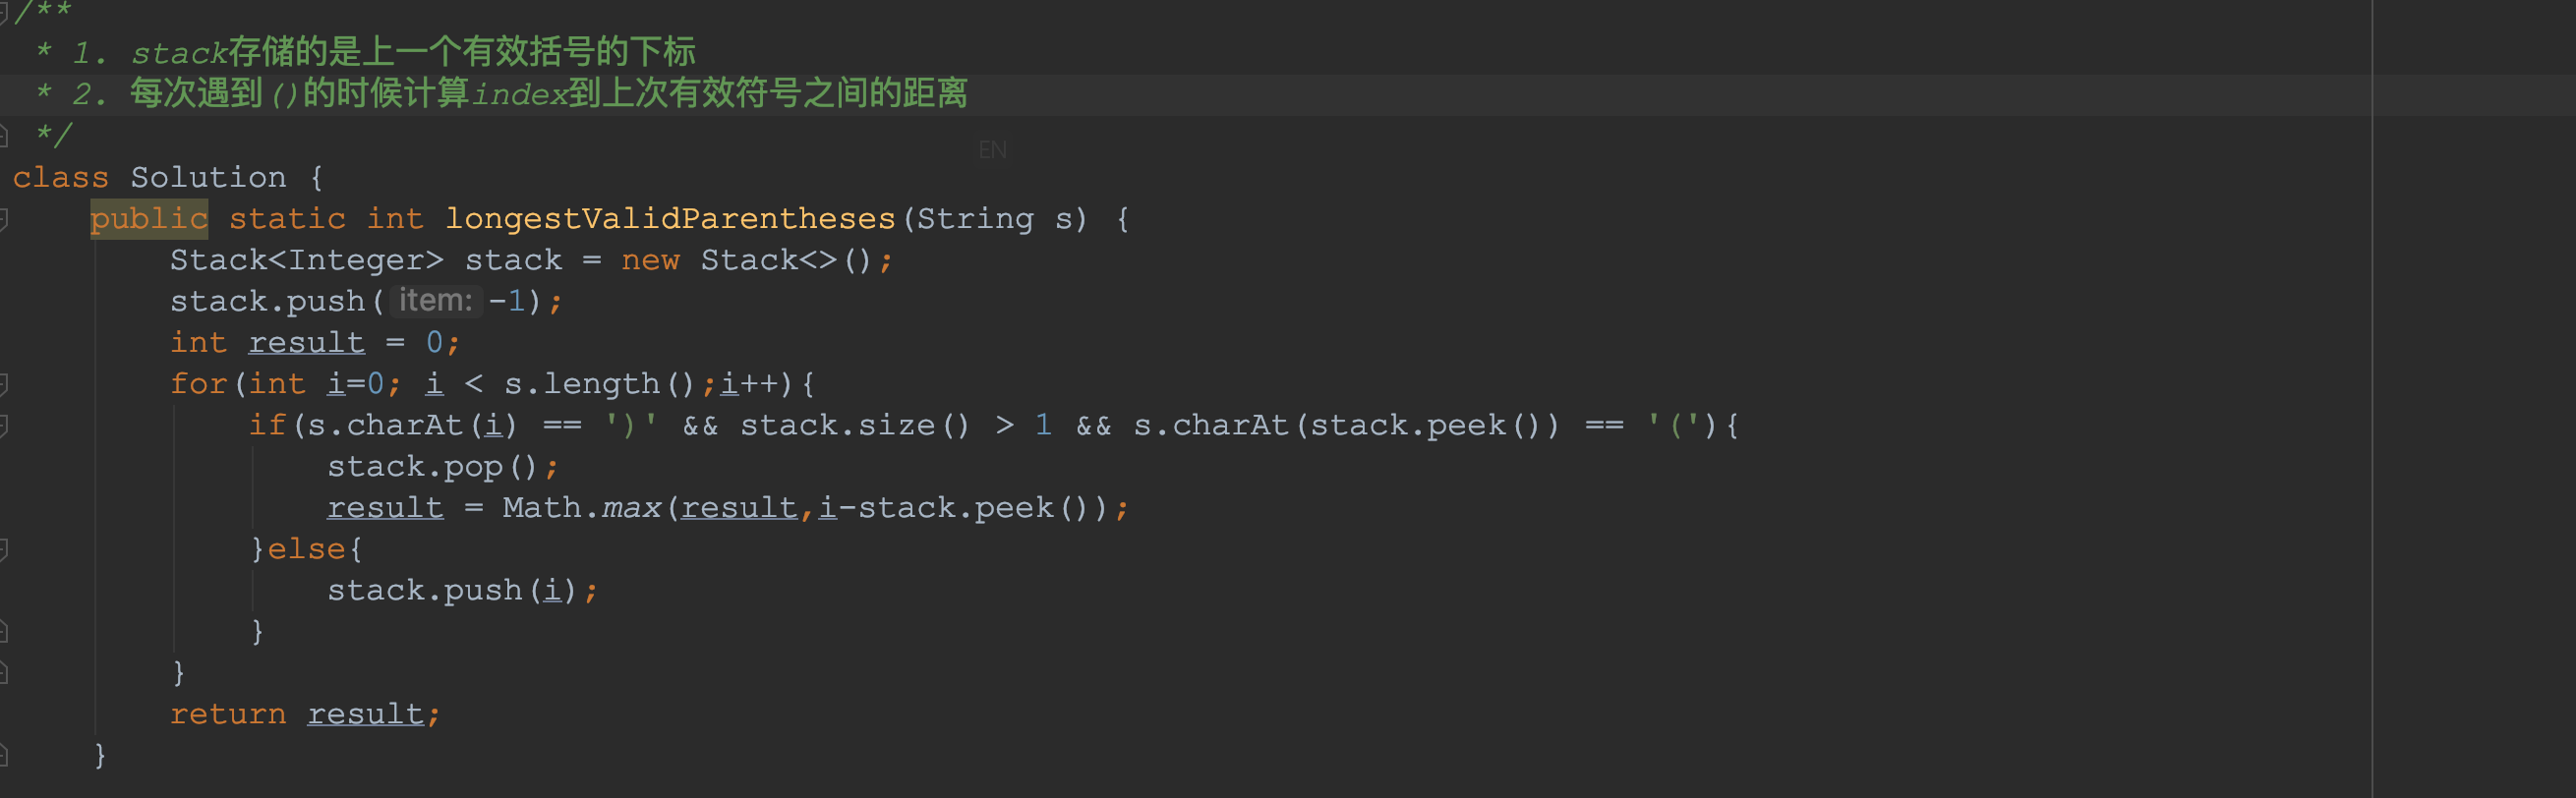 /**
 * 1. stack存储的是上一个有效括号的下标
 * 2. 每次遇到()的时候计算index到上次有效符号之间的距离
 */
EN
class Solution {
    public static int longestValidParentheses(String s) {
        Stack<Integer> stack = new Stack<>();
        stack.push( item: -1);
        int result = 0;
        for(int i=0; i < s.length();i++){
            if(s.charAt(i) == ')' && stack.size() > 1 && s.charAt(stack.peek()) == '('){
                stack.pop();
                result = Math.max(result,i-stack.peek());
            }else{
                stack.push(i);
            }
        }
        return result;
    }